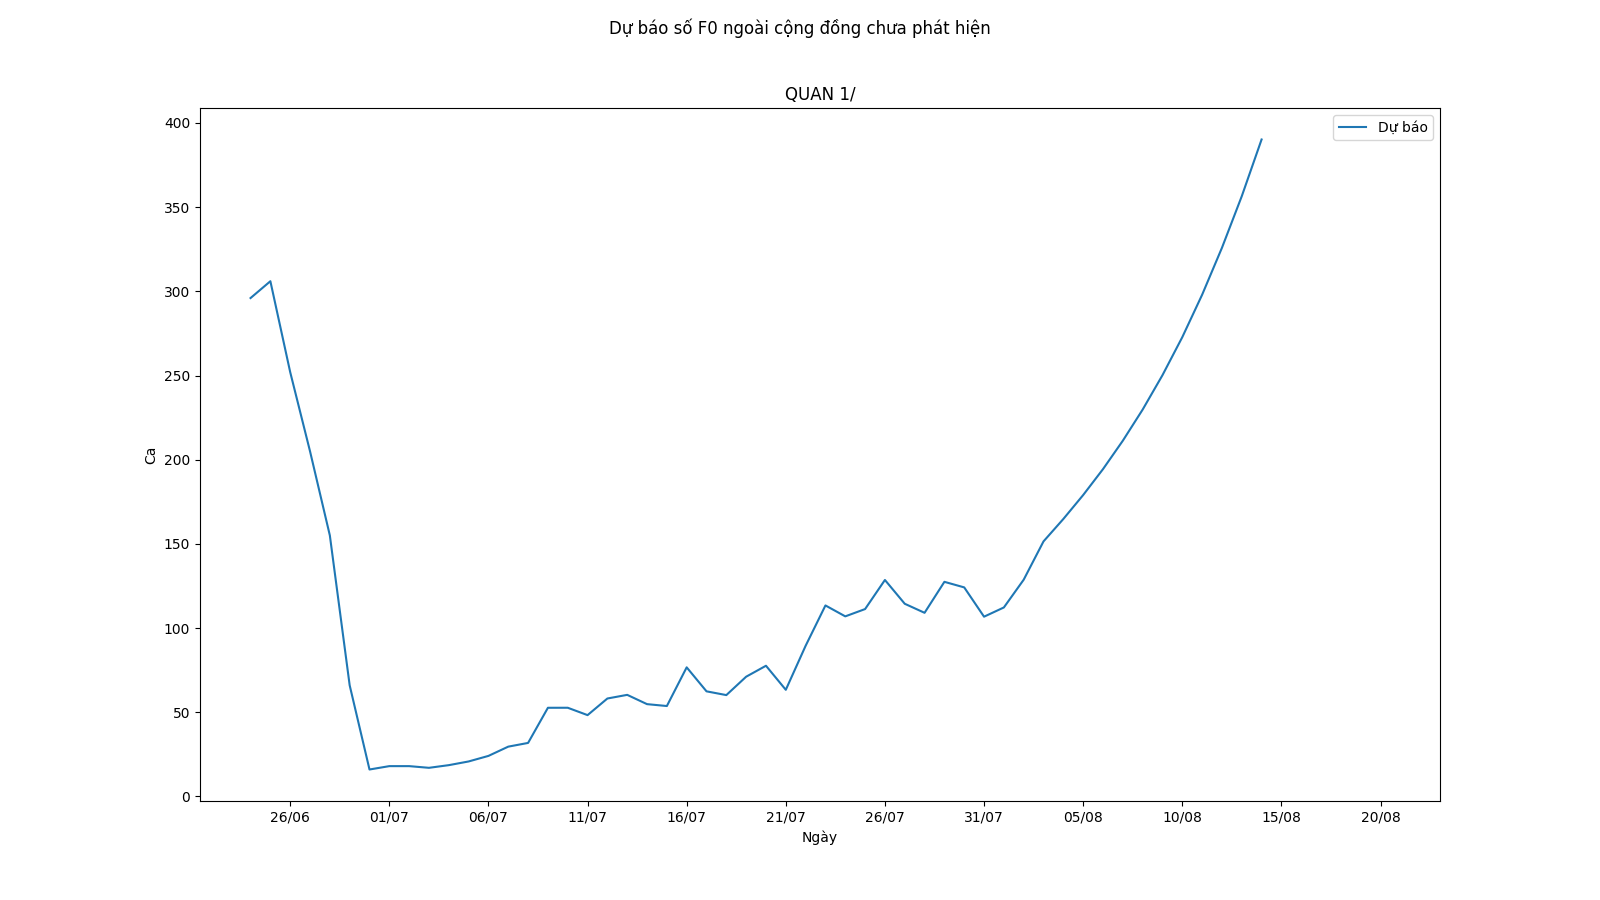 Dự báo số F0 ngoài cộng đồng chưa phát hiện
QUAN 1/
Dự báo
400
350
300
250
200
150
100
50
0
Ca
26/06 01/07 06/07 11/07 16/07 21/07 26/07 31/07 05/08 10/08 15/08 20/08
Ngày